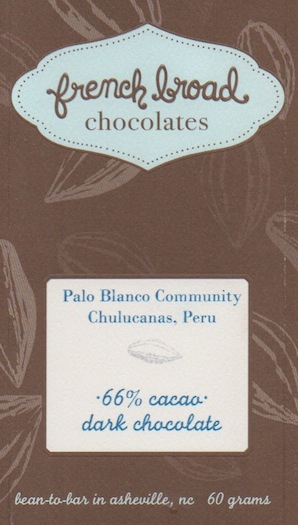 french broad
chocolates
Palo Blanco Community
Chulucanas, Peru
·66% cacao·
dark chocolate
bean-to-bar in asheville, nc 60 grams